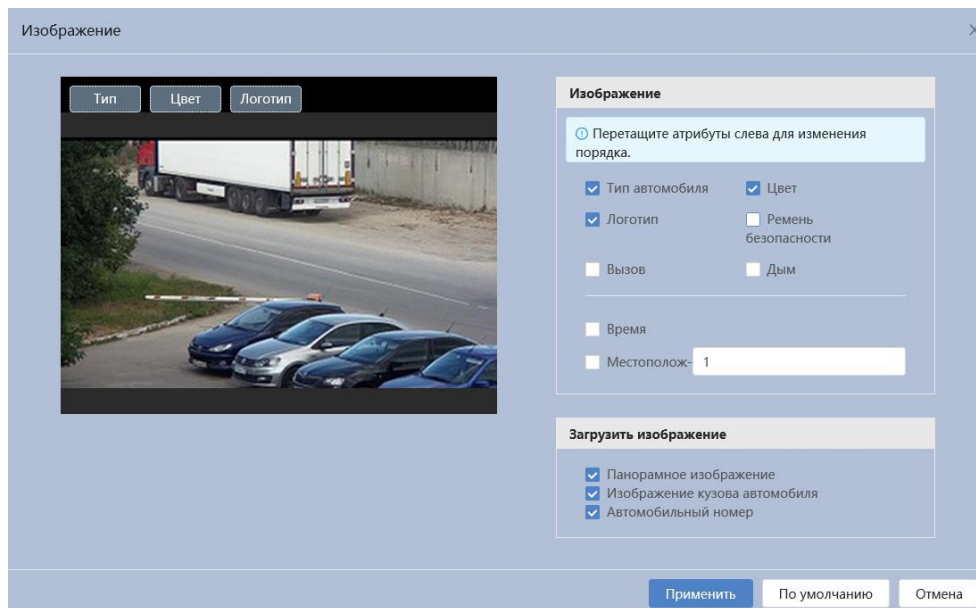 Изображение
Тип Цвет Логотип
Изображение
Перетащите атрибуты слева для изменения
порядка.
Тип автомобиля Цвет
Логотип Ремень
безопасности
Вызов Дым
Время
Местополож- 1
Загрузить изображение
Панорамное изображение
Изображение кузова автомобиля
Автомобильный номер
Применить По умолчанию Отмена